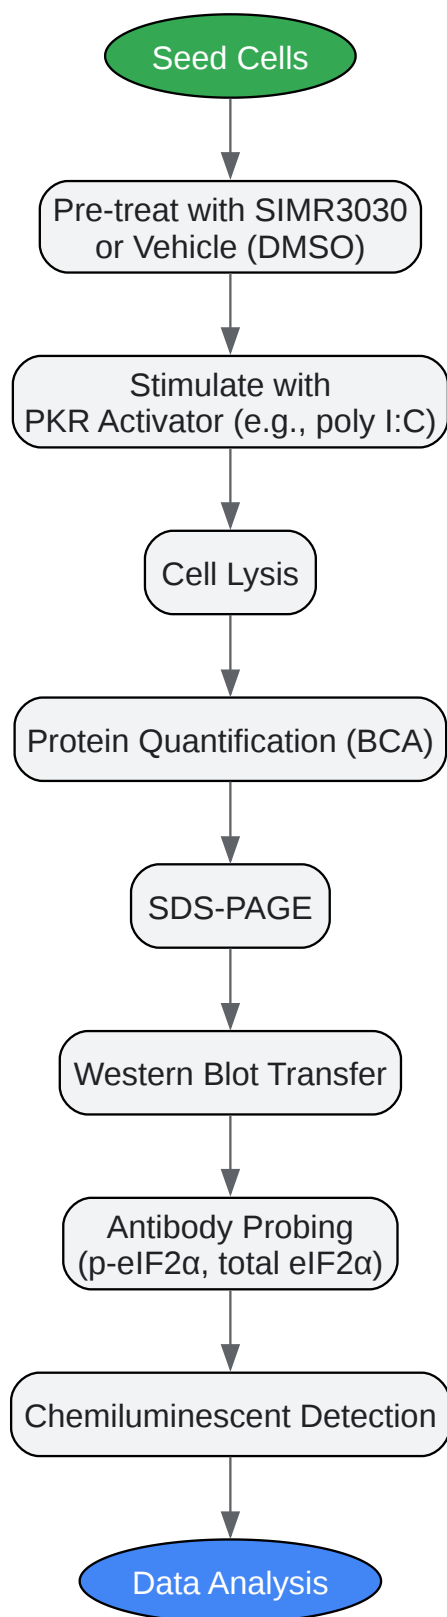 Seed Cells
Pre-treat with SIMR3030
or Vehicle (DMSO)
Stimulate with
PKR Activator (e.g., poly I:C)
Cell Lysis
Protein Quantification (BCA)
SDS-PAGE
Western Blot Transfer
Antibody Probing
(p-eIF2α, total eIF2α)
Chemiluminescent Detection
Data Analysis